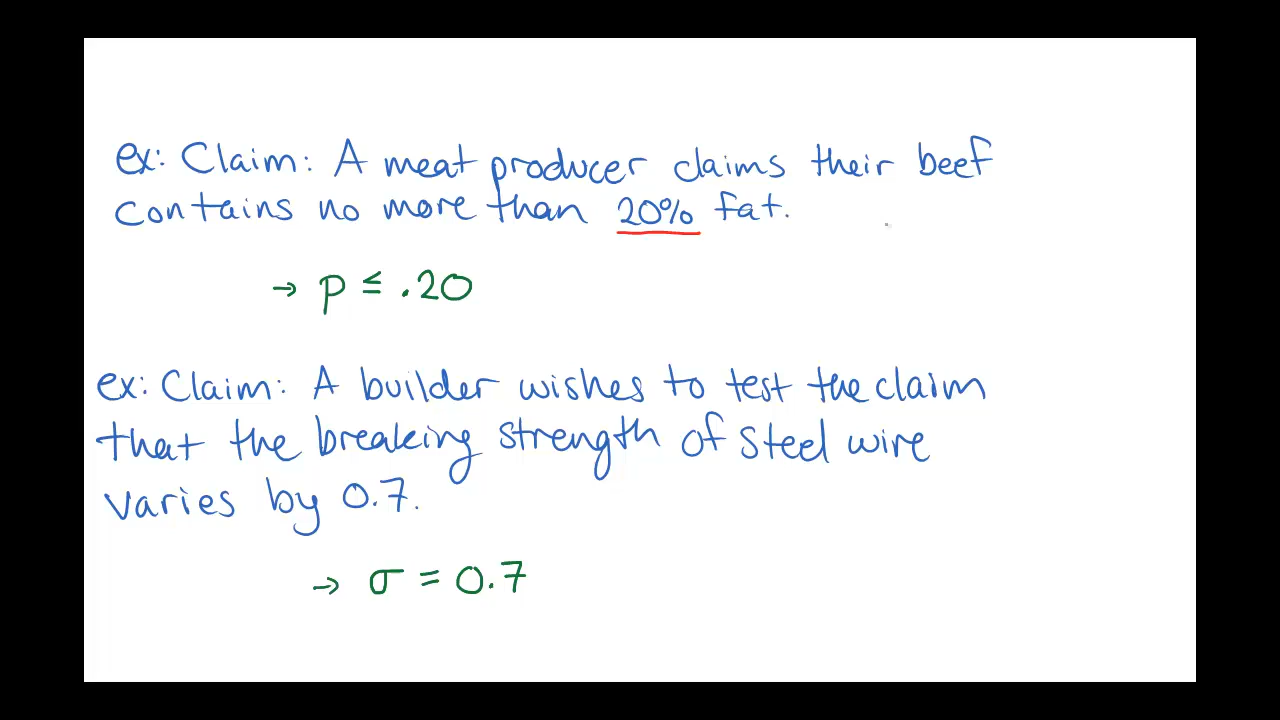 ex: Claim: A meat producer claims their beef
contains no more than 20% fat.
→ p ≤ .20
ex: Claim: A builder wishes to test the claim
that the breaking strength of steel wire
varies by 0.7.
→ σ = 0.7